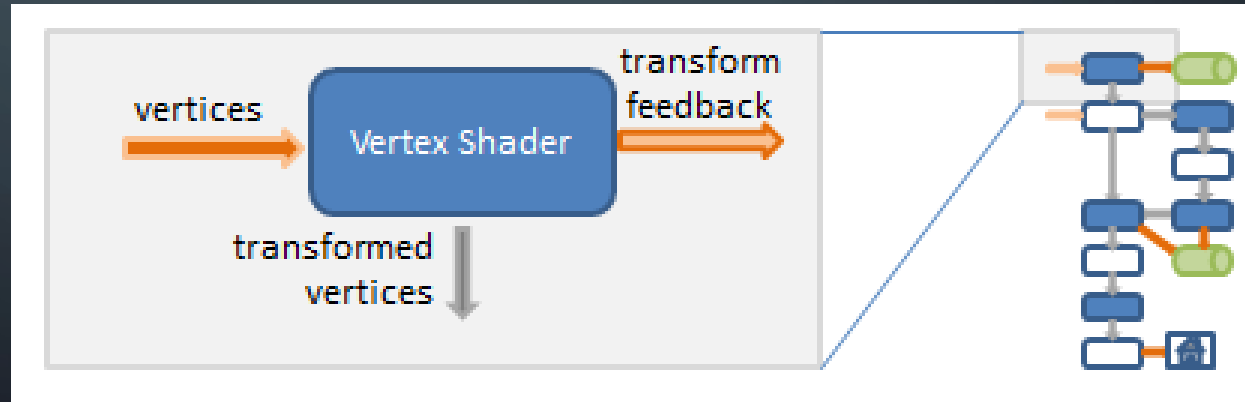 vertices
Vertex Shader
transform
feedback
transformed
vertices